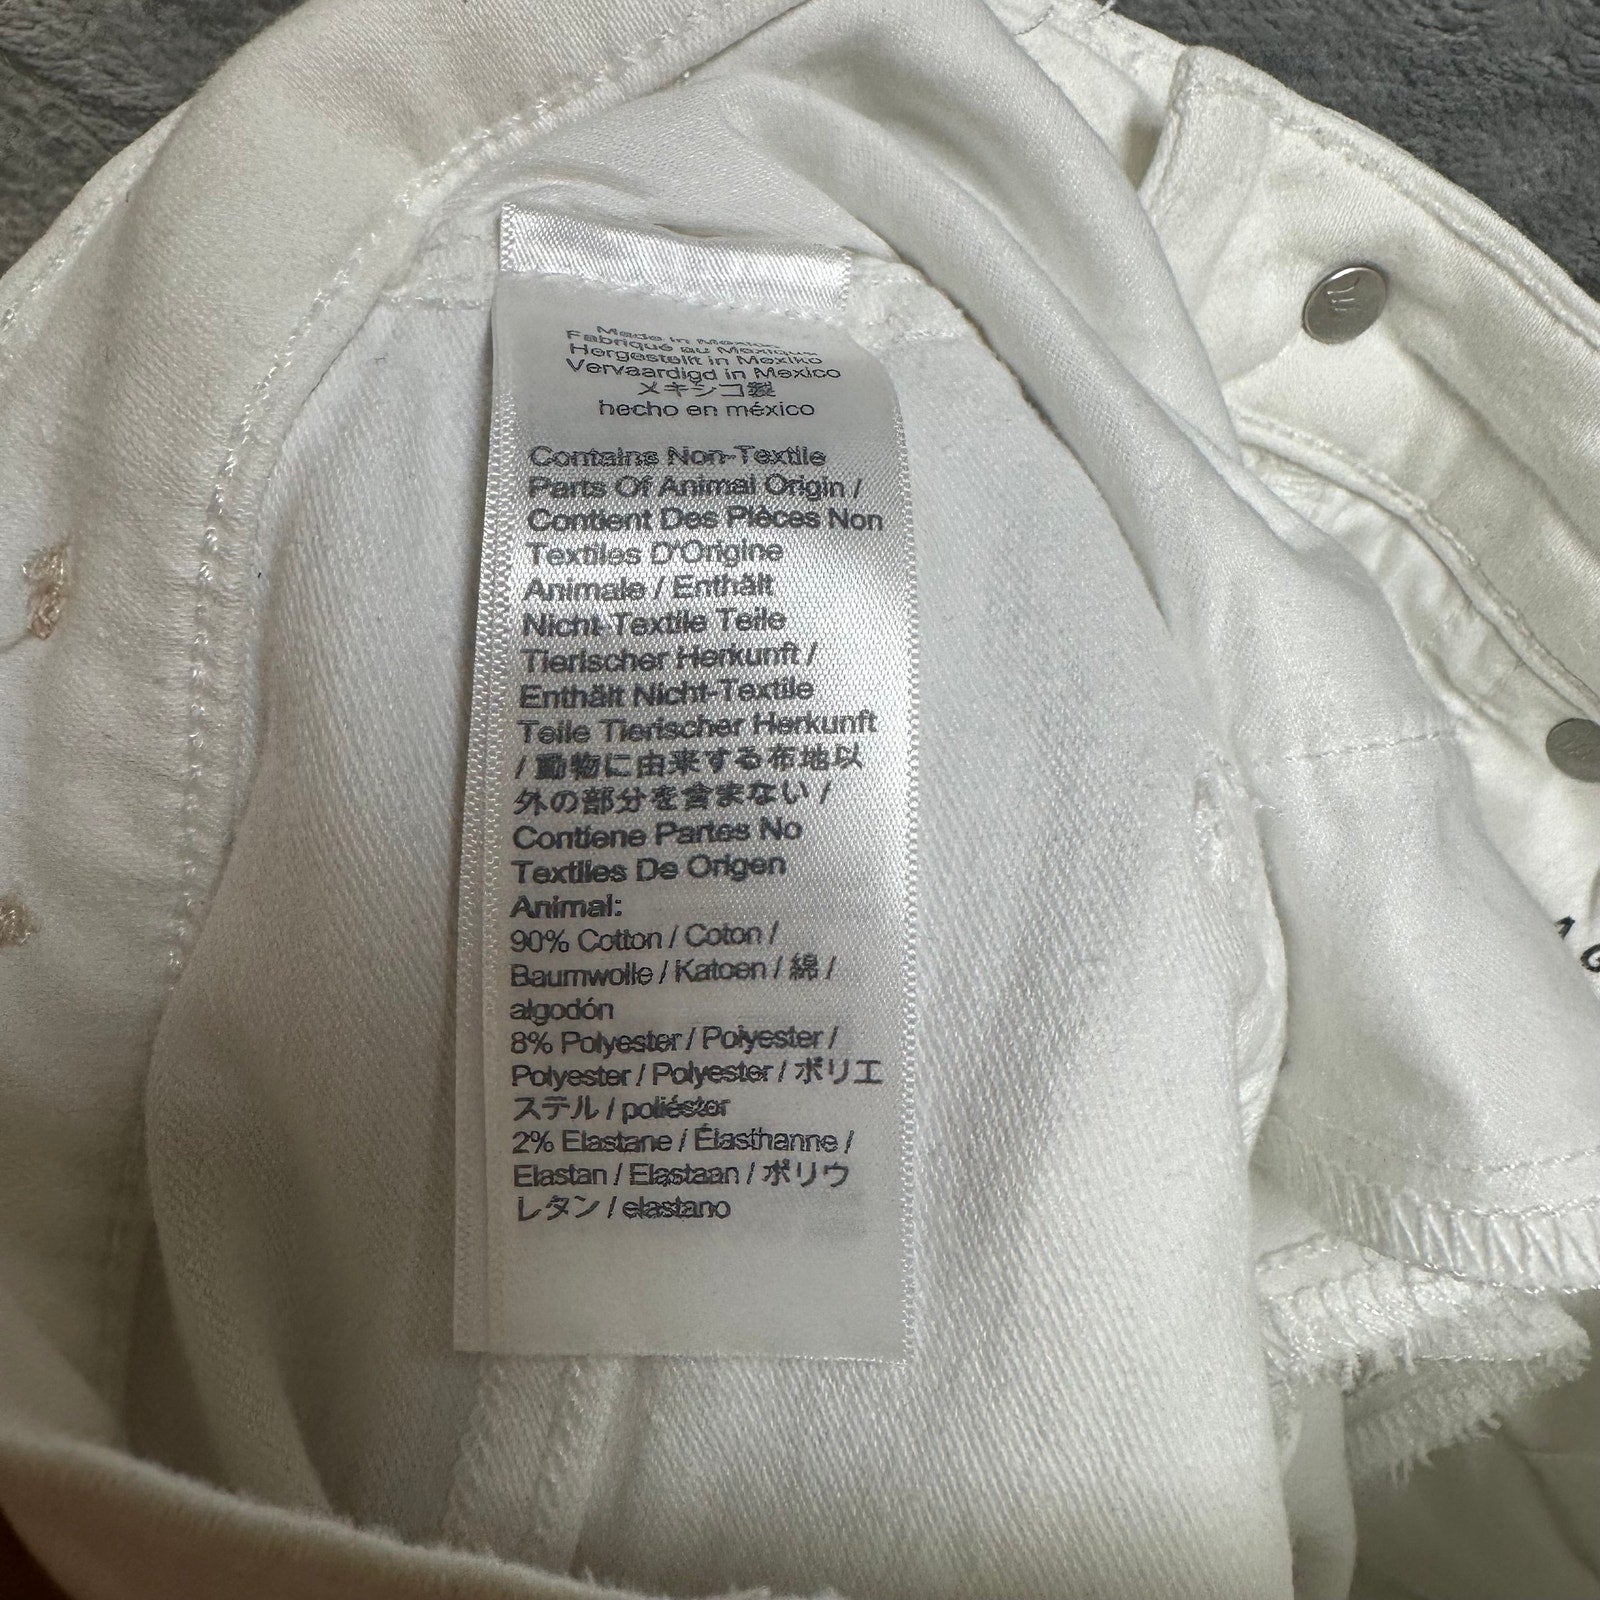 Made in Mexico
Fabriqué au Mexique
Hergestellt in Mexiko
Vervaardigd in Mexico
メキシコ製
hecho en méxico
Contains Non-Textile
Parts Of Animal Origin /
Contient Des Pièces Non
Textiles D'Origine
Animale / Enthält
Nicht-Textile Teile
Tierischer Herkunft /
Enthält Nicht-Textile
Teile Tierischer Herkunft
/ 動物に由来する布地以
外の部分を含まない /
Contiene Partes No
Textiles De Origen
Animal:
90% Cotton / Coton /
Baumwolle / Katoen / 綿 /
algodón
8% Polyester / Polyester /
Polyester / Polyester / ポリエ
ステル / poliéster
2% Elastane / Élasthanne /
Elastan / Elastaan / ポリウ
レタン / elastano